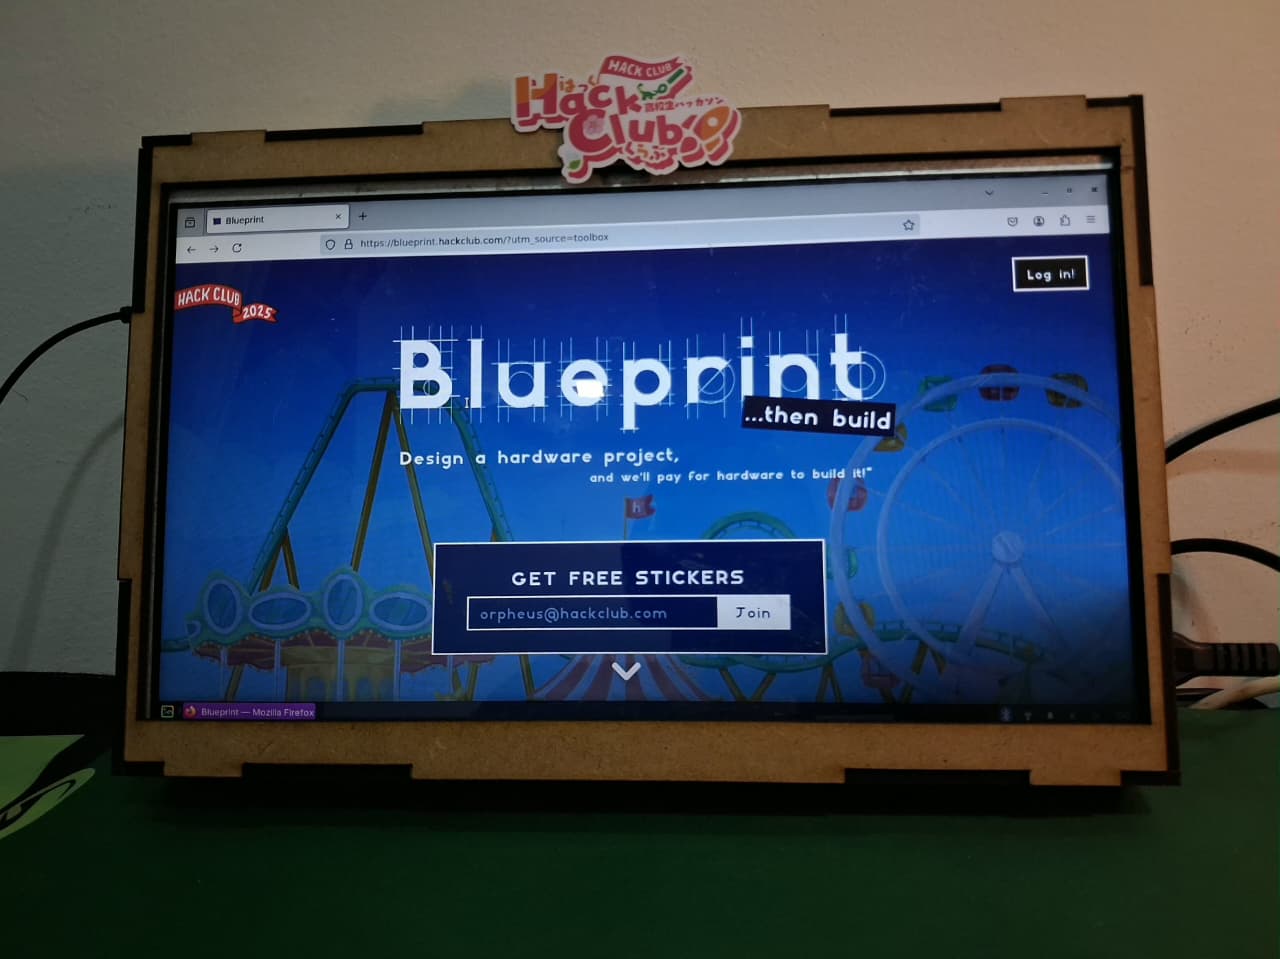 HACK CLUB
はっく
Hack
高校生ハッカソン
Club
くらぶ
Blueprint
https://blueprint.hackclub.com/?utm_source=toolbox
Log in!
HACK CLUB
2025
Blueprint
...then build
Design a hardware project,
and we'll pay for hardware to build it!"
h
GET FREE STICKERS
orpheus@hackclub.com
Join
Blueprint — Mozilla Firefox